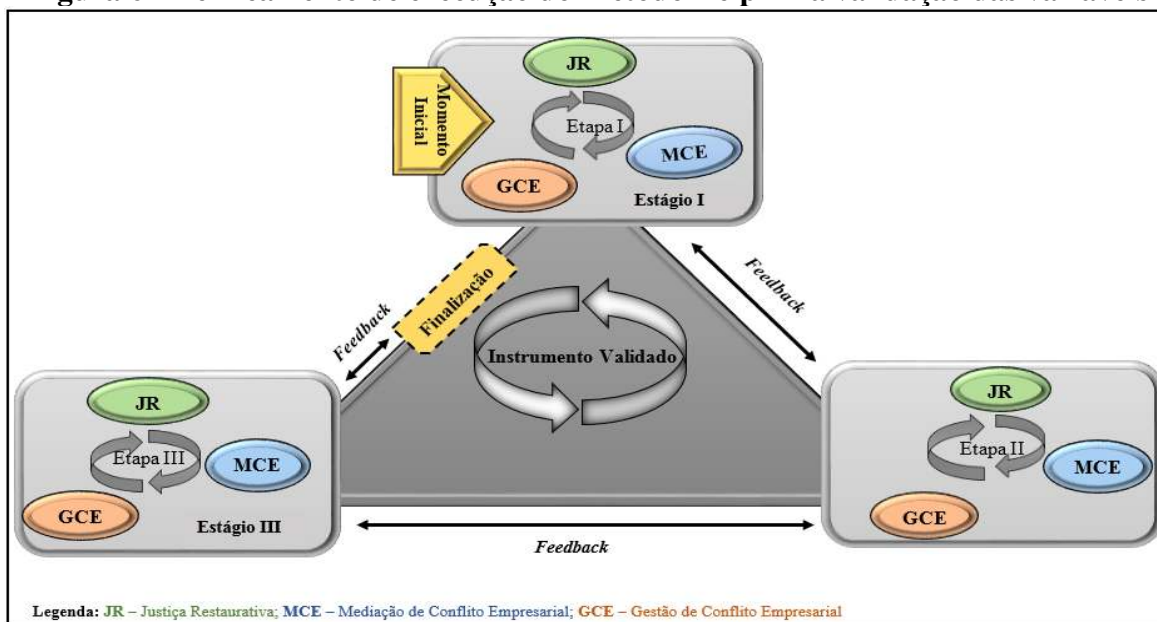 JR
Momento
Inicial
Etapa I
MCE
GCE
Estágio I
Finalização
Feedback
Feedback
Instrumento Validado
JR
Etapa III
MCE
GCE
Estágio III
JR
Etapa II
MCE
GCE
Feedback
Legenda: JR – Justiça Restaurativa; MCE – Mediação de Conflito Empresarial; GCE – Gestão de Conflito Empresarial